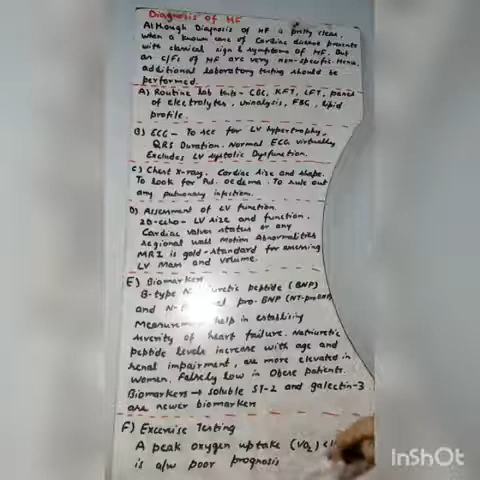 Diagnosis of HF
Although Diagnosis of HF is pretty clear
when a known case of Cardiac disease presents
with classical sign & symptoms of HF. But
as c/Fs of HF are very non-specific. Hence,
additional laboratory testing should be
performed.
A) Routine lab tests - CBC, KFT, LFT, panel
of electrolytes, urinalysis, FBG, lipid
profile.
B) ECG - To see for LV hypertrophy,
QRS Duration. Normal ECG virtually
Excludes LV systolic Dysfunction.
C) Chest X-ray. Cardiac size and shape.
To look for Pul. oedema. To rule out
any pulmonary infection.
D) Assessment of LV function.
2D-echo - LV size and function.
Cardiac valves status or any
regional wall Motion Abnormalities
MRI is gold-standard for assessing
LV Mass and volume.
E) Biomarkers
B-type peptide (BNP)
and pro-BNP (NT-proBNP)
Measurement help in establising
severity of heart failure. Natriuretic
peptide levels increase with age and
renal impairment, are more elevated in
women. Falsely low in Obese patients.
Biomarkers → soluble ST-2 and galectin-3
are newer biomarkers
F) Excercise Testing
A peak oxygen uptake (VO2)
is a/w poor prognosis
InShOt